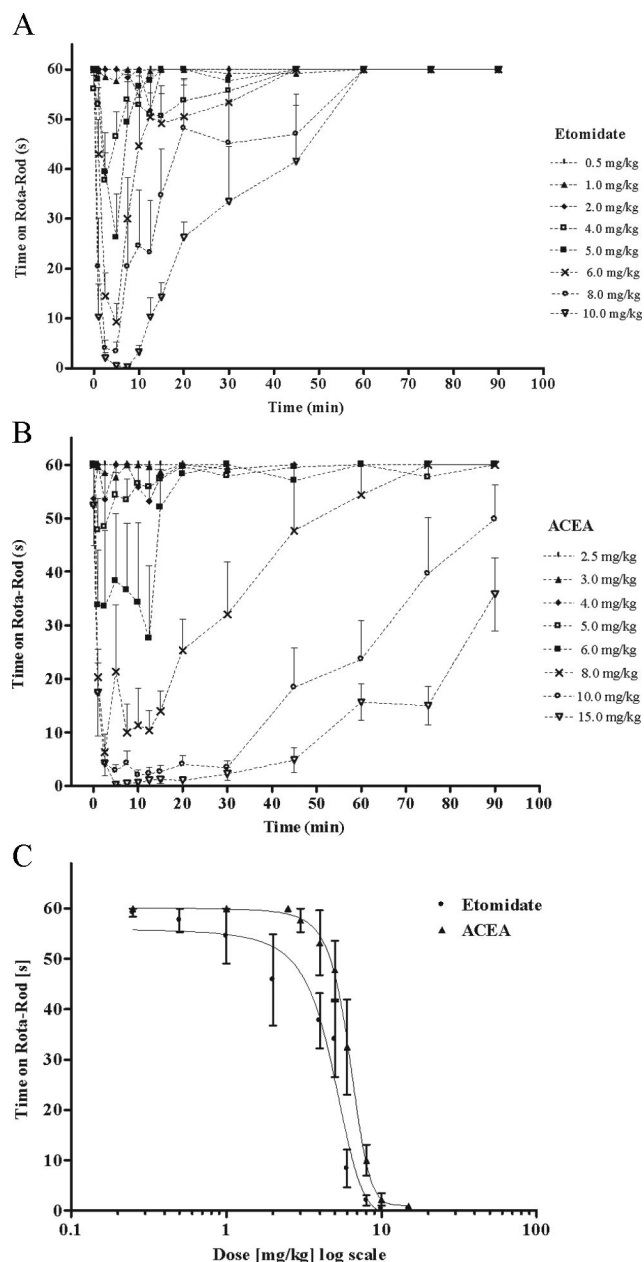 A
Time on Rota-Rod (s)
60
50
40
30
20
10
0
0 10 20 30 40 50 60 70 80 90 100
Time (min)
Etomidate
0.5 mg/kg
1.0 mg/kg
2.0 mg/kg
4.0 mg/kg
5.0 mg/kg
6.0 mg/kg
8.0 mg/kg
10.0 mg/kg
B
Time on Rota-Rod (s)
60
50
40
30
20
10
0
0 10 20 30 40 50 60 70 80 90 100
Time (min)
ACEA
2.5 mg/kg
3.0 mg/kg
4.0 mg/kg
5.0 mg/kg
6.0 mg/kg
8.0 mg/kg
10.0 mg/kg
15.0 mg/kg
C
Time on Rota-Rod [s]
60
50
40
30
20
10
0
Etomidate
ACEA
0.1 1 10 100
Dose [mg/kg] log scale